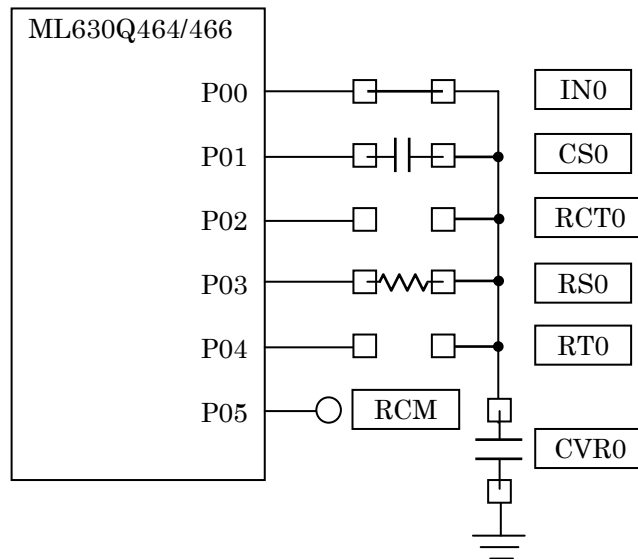 ML630Q464/466
P00
IN0
P01
CS0
P02
RCT0
P03
RS0
P04
RT0
P05
RCM
CVR0